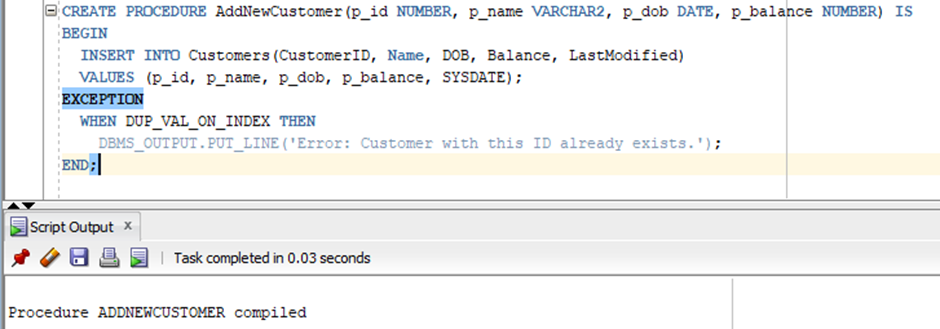 CREATE PROCEDURE AddNewCustomer(p_id NUMBER, p_name VARCHAR2, p_dob DATE, p_balance NUMBER) IS
BEGIN
INSERT INTO Customers(CustomerID, Name, DOB, Balance, LastModified)
VALUES (p_id, p_name, p_dob, p_balance, SYSDATE);
EXCEPTION
WHEN DUP_VAL_ON_INDEX THEN
DBMS_OUTPUT.PUT_LINE('Error: Customer with this ID already exists.');
END;
Script Output x
Task completed in 0.03 seconds
Procedure ADDNEWCUSTOMER compiled